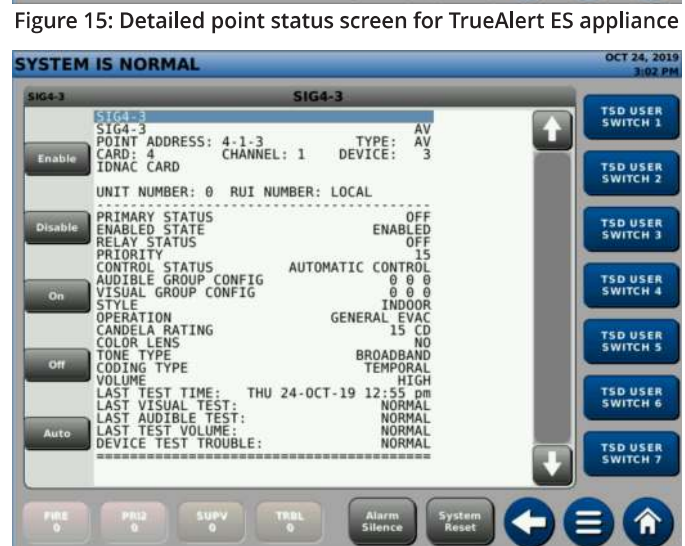 Figure 15: Detailed point status screen for TrueAlert ES appliance
SYSTEM IS NORMAL
OCT 24, 2019
3:02 PM
SIG4-3
SIG4-3
SIG4-3
SIG4-3 AV
POINT ADDRESS: 4-1-3 TYPE: AV
CARD: 4 CHANNEL: 1 DEVICE: 3
IDNAC CARD
UNIT NUMBER: 0 RUI NUMBER: LOCAL
----------------------------------------
PRIMARY STATUS OFF
ENABLED STATE ENABLED
RELAY STATUS OFF
PRIORITY 15
CONTROL STATUS AUTOMATIC CONTROL
AUDIBLE GROUP CONFIG 0 0 0
VISUAL GROUP CONFIG 0 0 0
STYLE INDOOR
OPERATION GENERAL EVAC
CANDELA RATING 15 CD
COLOR LENS NO
TONE TYPE BROADBAND
CODING TYPE TEMPORAL
VOLUME HIGH
LAST TEST TIME: THU 24-OCT-19 12:55 pm
LAST VISUAL TEST: NORMAL
LAST AUDIBLE TEST: NORMAL
LAST TEST VOLUME: NORMAL
DEVICE TEST TROUBLE: NORMAL
========================================
Enable
Disable
On
Off
Auto
TSD USER
SWITCH 1
TSD USER
SWITCH 2
TSD USER
SWITCH 3
TSD USER
SWITCH 4
TSD USER
SWITCH 5
TSD USER
SWITCH 6
TSD USER
SWITCH 7
FIRE
0
PRI2
0
SUPV
0
TRBL
0
Alarm
Silence
System
Reset